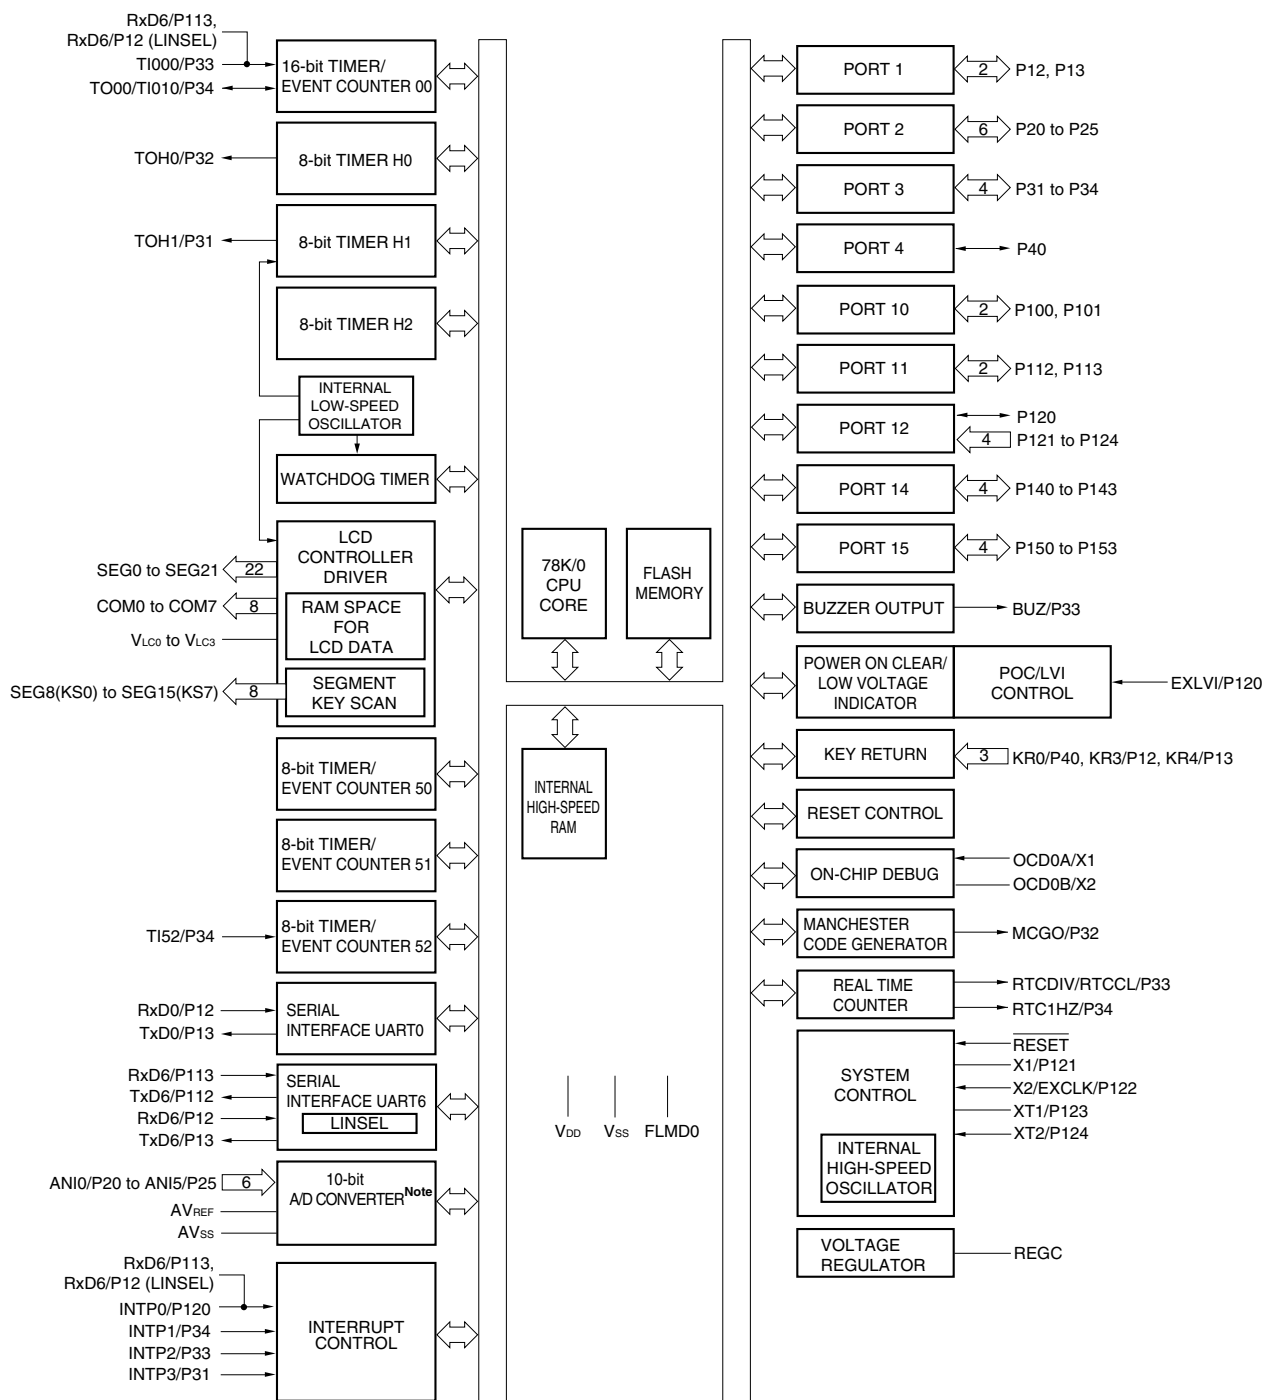 RxD6/P113,
RxD6/P12 (LINSEL)
TI000/P33
TO00/TI010/P34
16-bit TIMER/
EVENT COUNTER 00
TOH0/P32
8-bit TIMER H0
TOH1/P31
8-bit TIMER H1
8-bit TIMER H2
INTERNAL
LOW-SPEED
OSCILLATOR
WATCHDOG TIMER
LCD
CONTROLLER
DRIVER
SEG0 to SEG21
22
COM0 to COM7
8
RAM SPACE
FOR
LCD DATA
VLC0 to VLC3
SEG8(KS0) to SEG15(KS7)
8
SEGMENT
KEY SCAN
8-bit TIMER/
EVENT COUNTER 50
8-bit TIMER/
EVENT COUNTER 51
TI52/P34
8-bit TIMER/
EVENT COUNTER 52
RxD0/P12
TxD0/P13
SERIAL
INTERFACE UART0
RxD6/P113
TxD6/P112
RxD6/P12
TxD6/P13
SERIAL
INTERFACE UART6
LINSEL
ANI0/P20 to ANI5/P25
6
AVREF
AVSS
10-bit
A/D CONVERTER Note
RxD6/P113,
RxD6/P12 (LINSEL)
INTP0/P120
INTP1/P34
INTP2/P33
INTP3/P31
INTERRUPT
CONTROL
78K/0
CPU
CORE
FLASH
MEMORY
INTERNAL
HIGH-SPEED
RAM
VDD
VSS
FLMD0
PORT 1
2
P12, P13
PORT 2
6
P20 to P25
PORT 3
4
P31 to P34
PORT 4
P40
PORT 10
2
P100, P101
PORT 11
2
P112, P113
PORT 12
P120
4
P121 to P124
PORT 14
4
P140 to P143
PORT 15
4
P150 to P153
BUZZER OUTPUT
BUZ/P33
POWER ON CLEAR/
LOW VOLTAGE
INDICATOR
POC/LVI
CONTROL
EXLVI/P120
KEY RETURN
3
KR0/P40, KR3/P12, KR4/P13
RESET CONTROL
ON-CHIP DEBUG
OCD0A/X1
OCD0B/X2
MANCHESTER
CODE GENERATOR
MCGO/P32
REAL TIME
COUNTER
RTCDIV/RTCCL/P33
RTC1HZ/P34
SYSTEM
CONTROL
RESET
X1/P121
X2/EXCLK/P122
XT1/P123
XT2/P124
INTERNAL
HIGH-SPEED
OSCILLATOR
VOLTAGE
REGULATOR
REGC